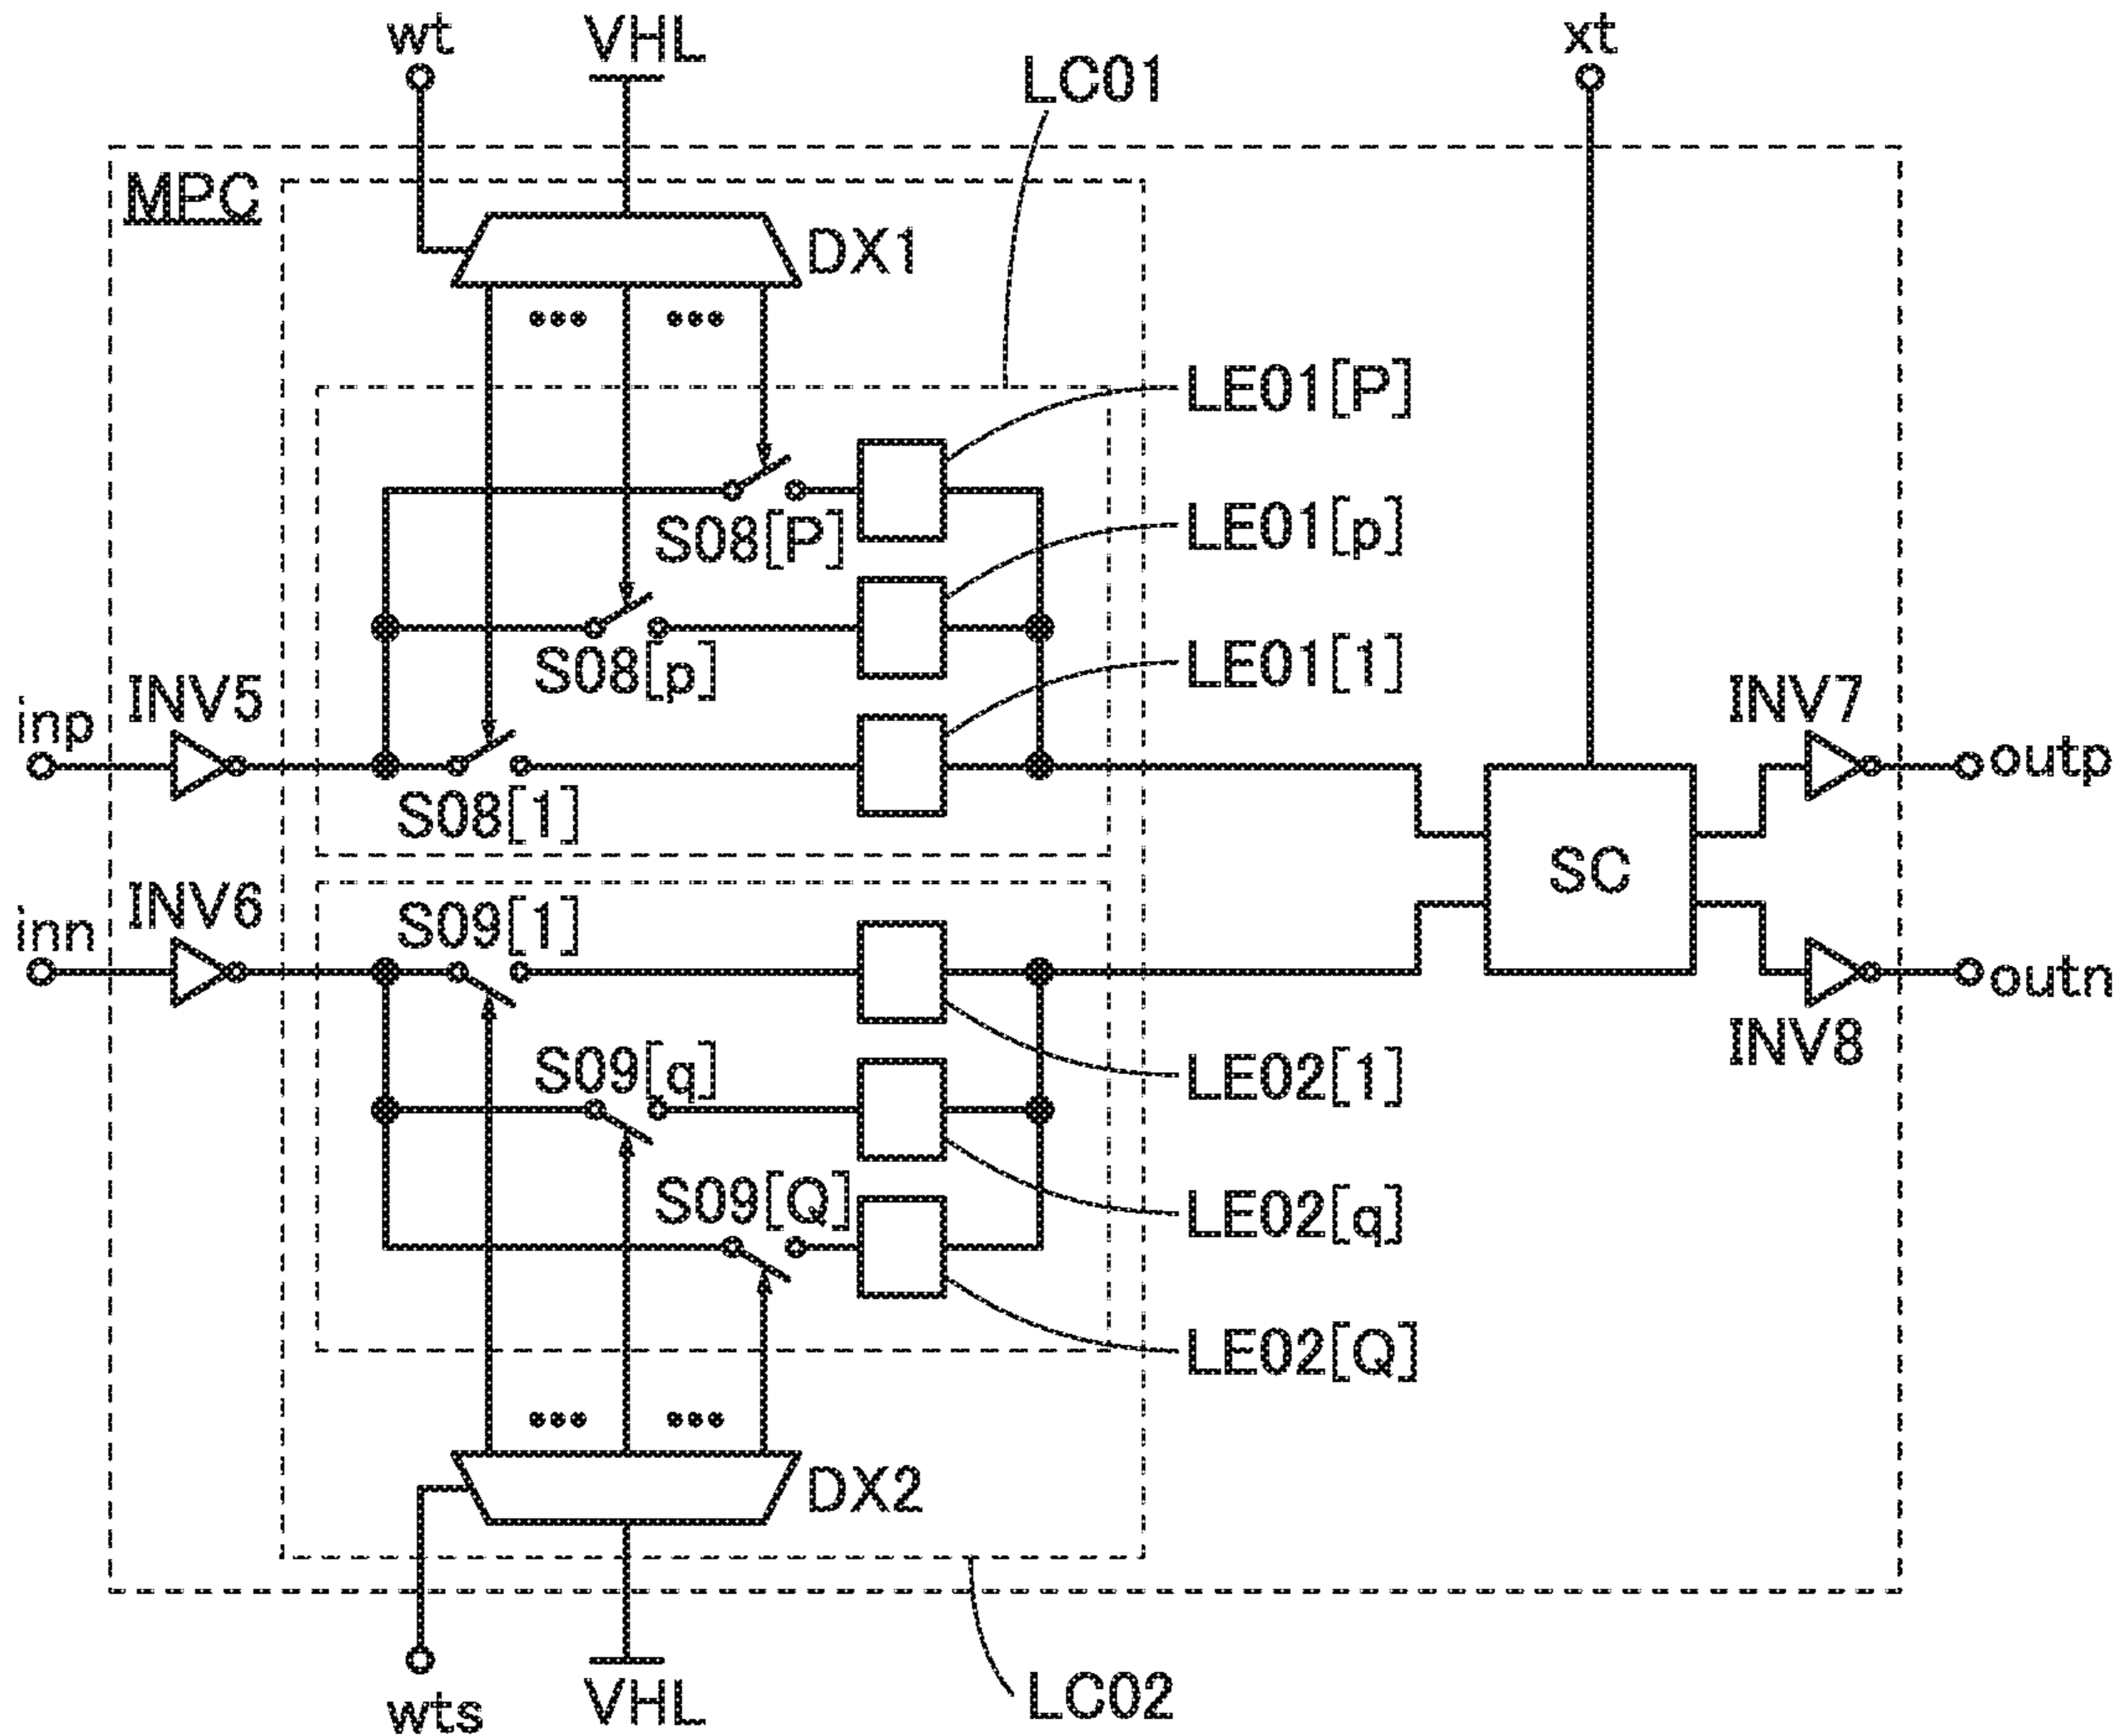 wt
VHL
xt
LC01
MPC
DX1
LE01[P]
S08[P]
LE01[p]
S08[p]
LE01[1]
INV5
inp
S08[1]
INV7
outp
SC
INV6
inn
S09[1]
outn
INV8
S09[q]
LE02[1]
S09[Q]
LE02[q]
LE02[Q]
DX2
wts
VHL
LC02